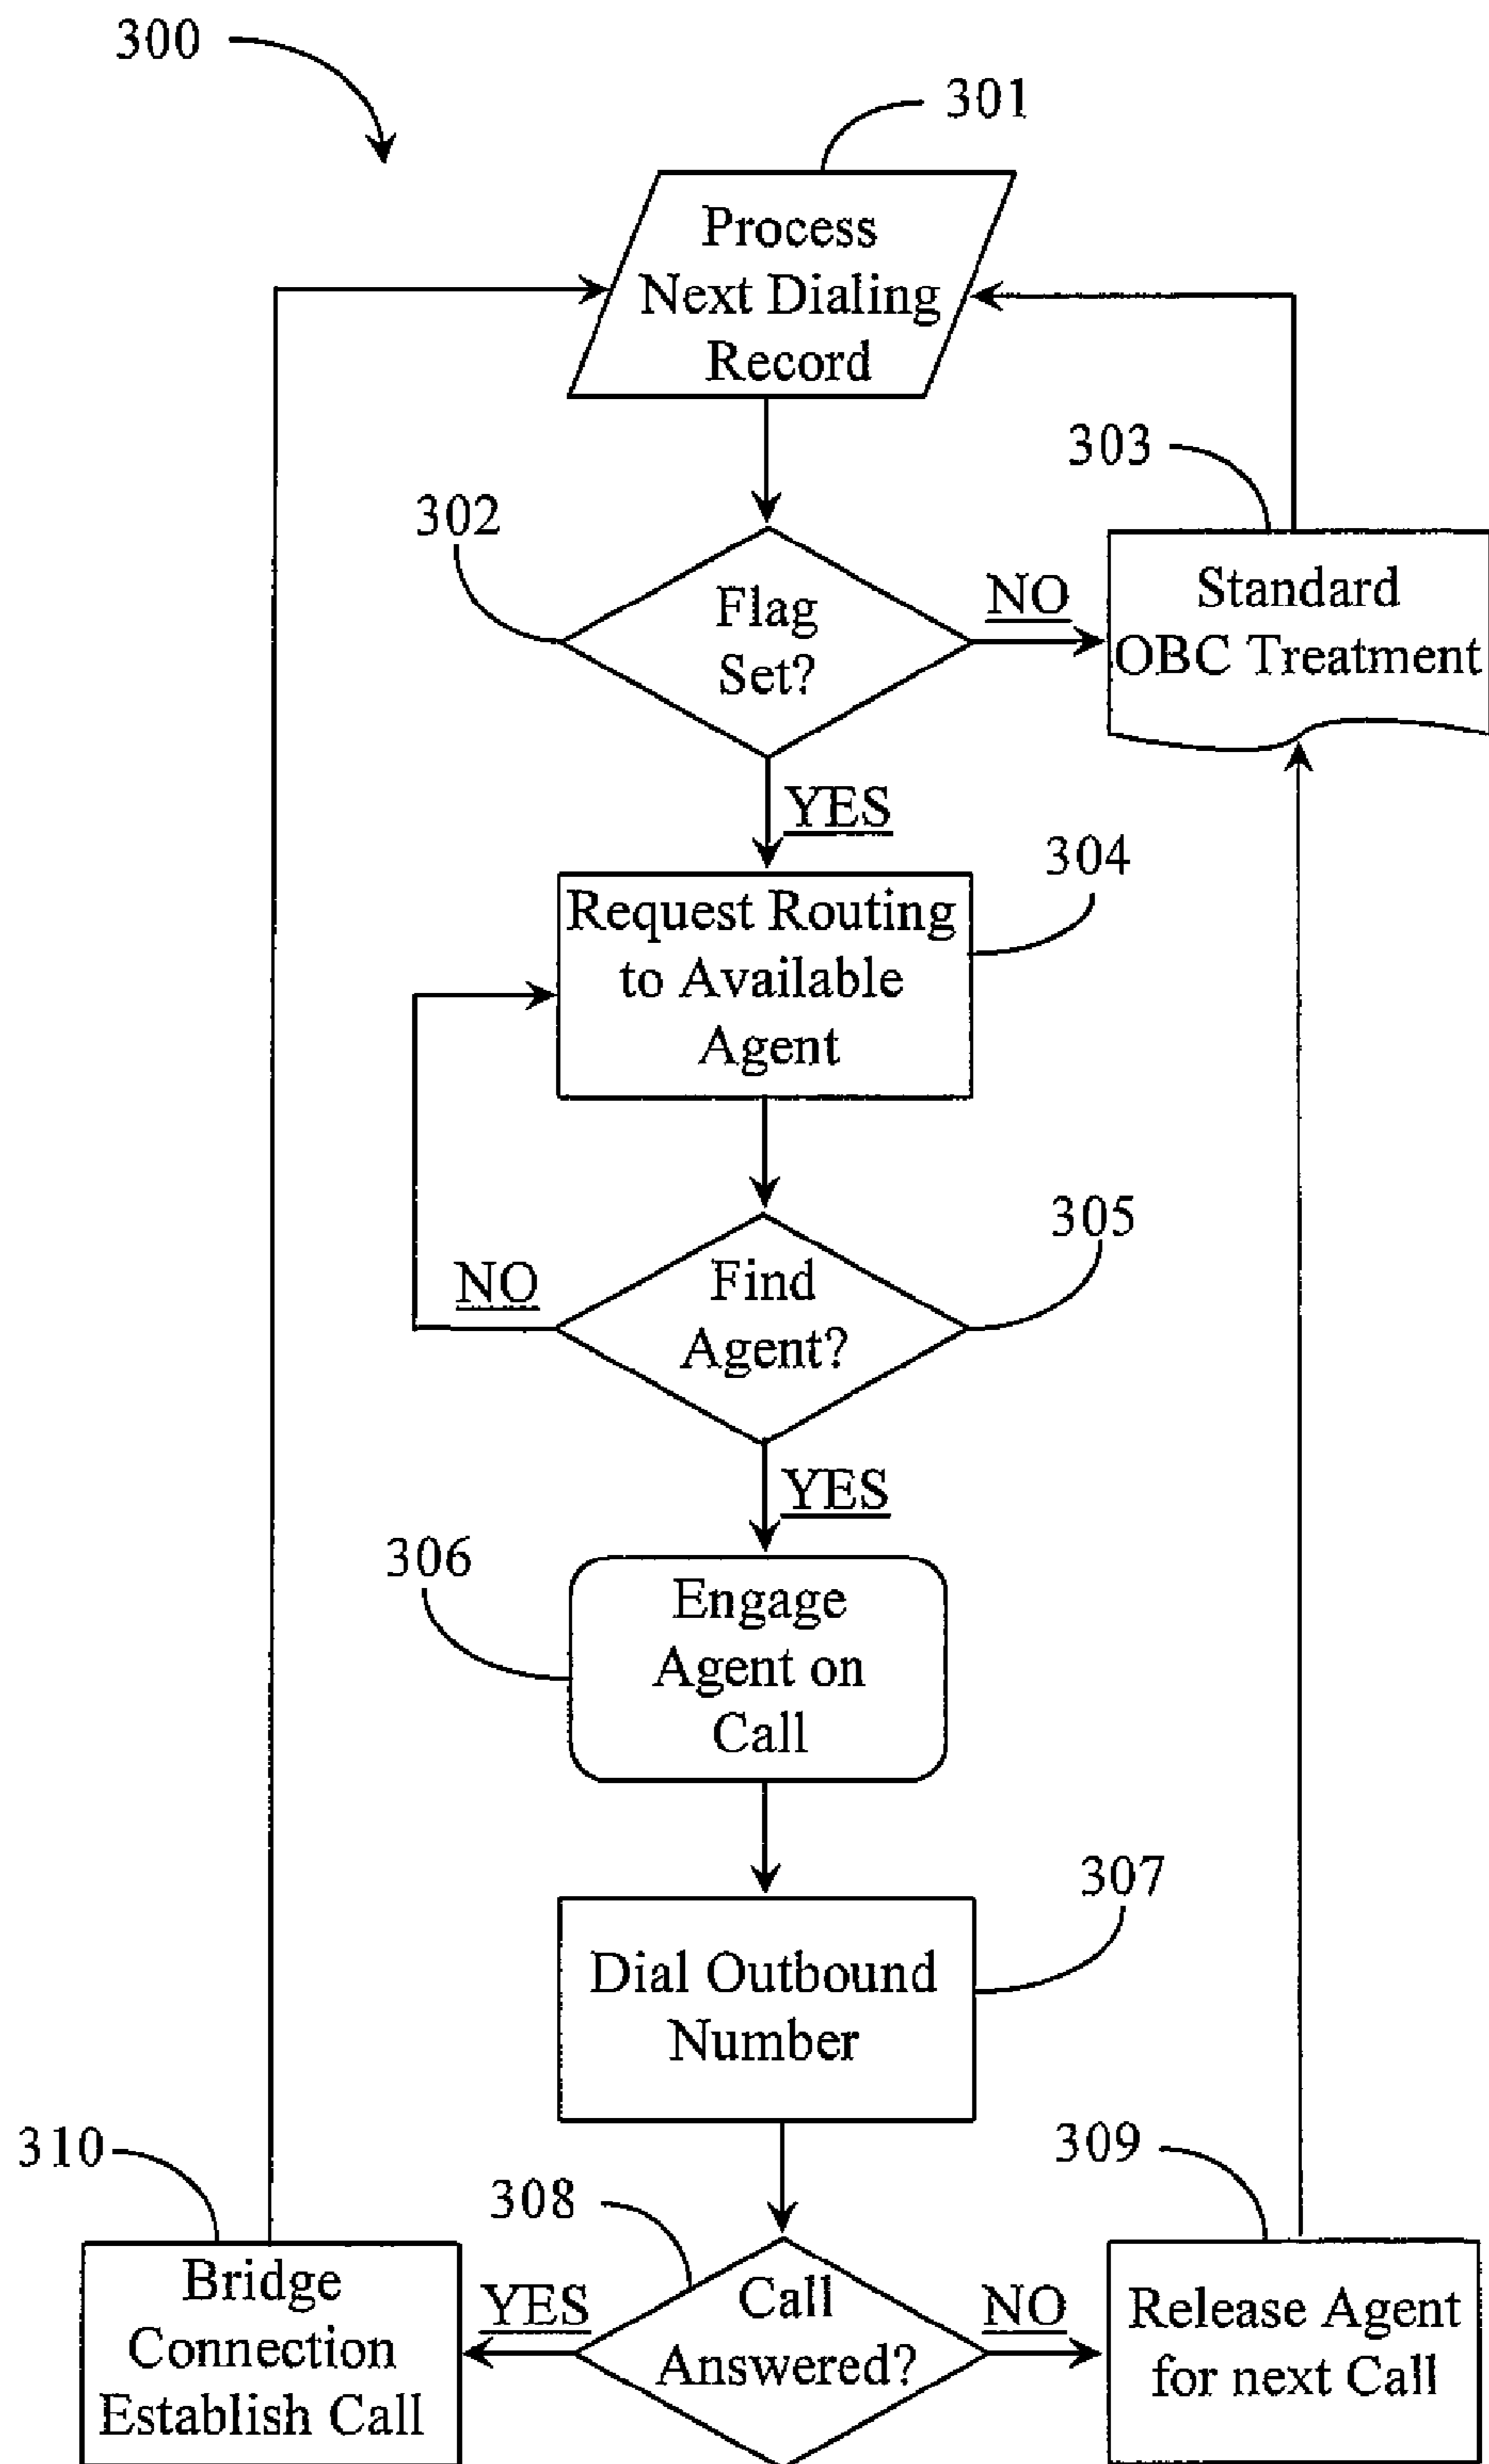 300
301
Process
Next Dialing
Record
303
302
Flag
Set?
NO
Standard
OBC Treatment
YES
304
Request Routing
to Available
Agent
305
NO
Find
Agent?
YES
306
Engage
Agent on
Call
307
Dial Outbound
Number
310
308
309
Bridge
Connection
Establish Call
YES
Call
Answered?
NO
Release Agent
for next Call